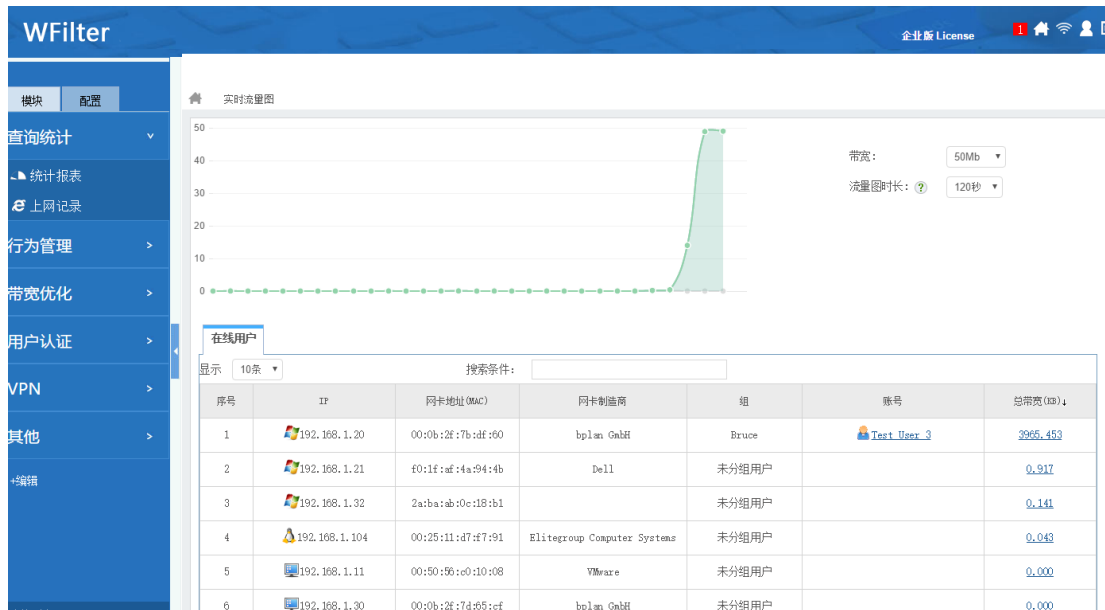 WFilter
企业版 License
1
模块 配置
查询统计
统计报表
上网记录
行为管理
带宽优化
用户认证
VPN
其他
+编辑
实时流量图
50
40
30
20
10
0
带宽: 50Mb
流量图时长: ? 120秒
在线用户
显示 10条 搜索条件:
序号 IP 网卡地址(MAC) 网卡制造商 组 账号 总带宽(KB)↓
1 192.168.1.20 00:0b:2f:7b:df:60 bplan GmbH Bruce Test User 3 3965.453
2 192.168.1.21 f0:1f:af:4a:94:4b Dell 未分组用户 0.917
3 192.168.1.32 2a:ba:ab:0c:18:b1 未分组用户 0.141
4 192.168.1.104 00:25:11:d7:f7:91 Elitegroup Computer Systems 未分组用户 0.043
5 192.168.1.11 00:50:56:c0:10:08 VMware 未分组用户 0.000
6 192.168.1.30 00:0b:2f:7d:65:cf bplan GmbH 未分组用户 0.000